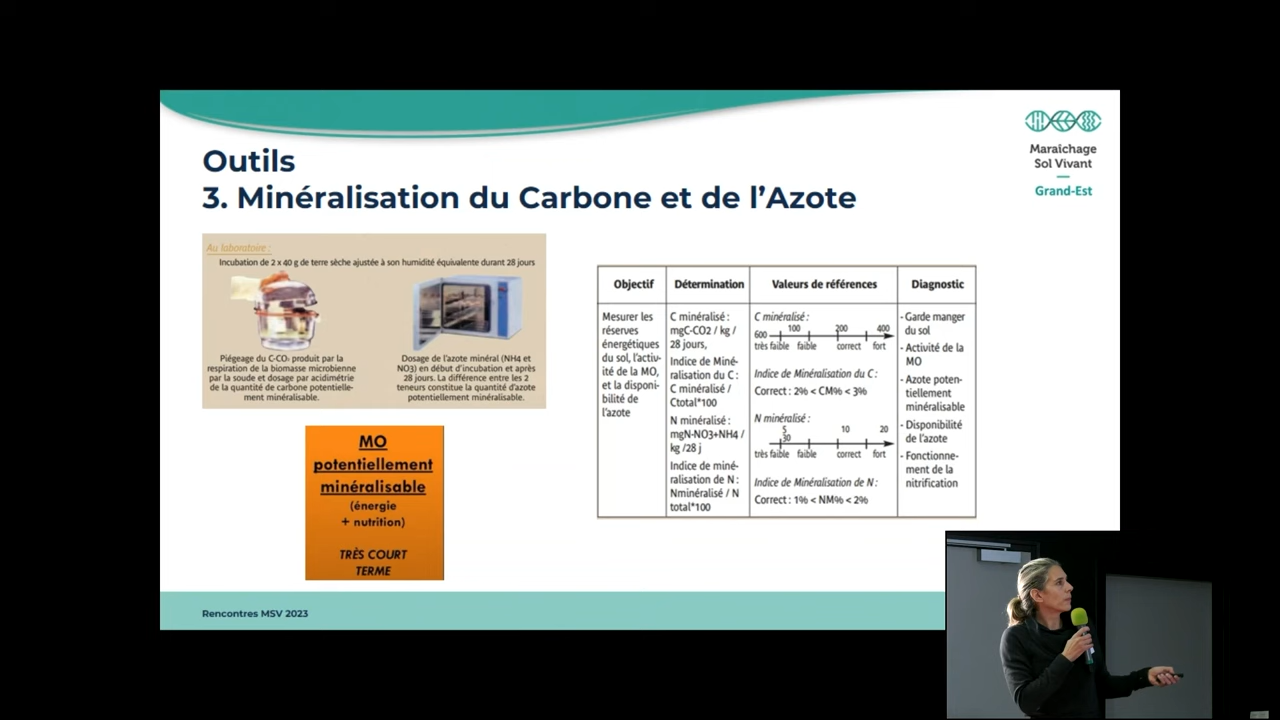 Outils
3. Minéralisation du Carbone et de l'Azote
Maraîchage
Sol Vivant
Grand-Est
Au laboratoire :
Incubation de 2 x 40 g de terre sèche ajustée à son humidité équivalente durant 28 jours
Piégeage du C-CO₂ produit par la
respiration de la biomasse microbienne
par la soude et dosage par acidimétrie
de la quantité de carbone potentielle-
ment minéralisable.
Dosage de l'azote minéral (NH4 et
NO3) en début d'incubation et après
28 jours. La différence entre les 2
teneurs constitue la quantité d'azote
potentiellement minéralisable.
MO
potentiellement
minéralisable
(énergie
+ nutrition)
TRÈS COURT
TERME
Objectif
Mesurer les
réserves
énergétiques
du sol, l'activ-
ité de la MO,
et la disponi-
bilité de
l'azote
Détermination
C minéralisé :
mgC-CO2 / kg /
28 jours,
Indice de Miné-
ralisation du C :
C minéralisé /
Ctotal*100
N minéralisé :
mgN-NO3+NH4 /
kg /28 j
Indice de miné-
ralisation de N :
Nminéralisé / N
total*100
Valeurs de références
C minéralisé :
600 100 200 400
très faible faible correct fort
Indice de Minéralisation du C :
Correct : 2% < CM% < 3%
N minéralisé :
5 10 20
30
très faible faible correct fort
Indice de Minéralisation de N :
Correct : 1% < NM% < 2%
Diagnostic
- Garde manger
du sol
- Activité de la
MO
- Azote poten-
tiellement
minéralisable
- Disponibilité
de l'azote
- Fonctionne-
ment de la
nitrification
Rencontres MSV 2023